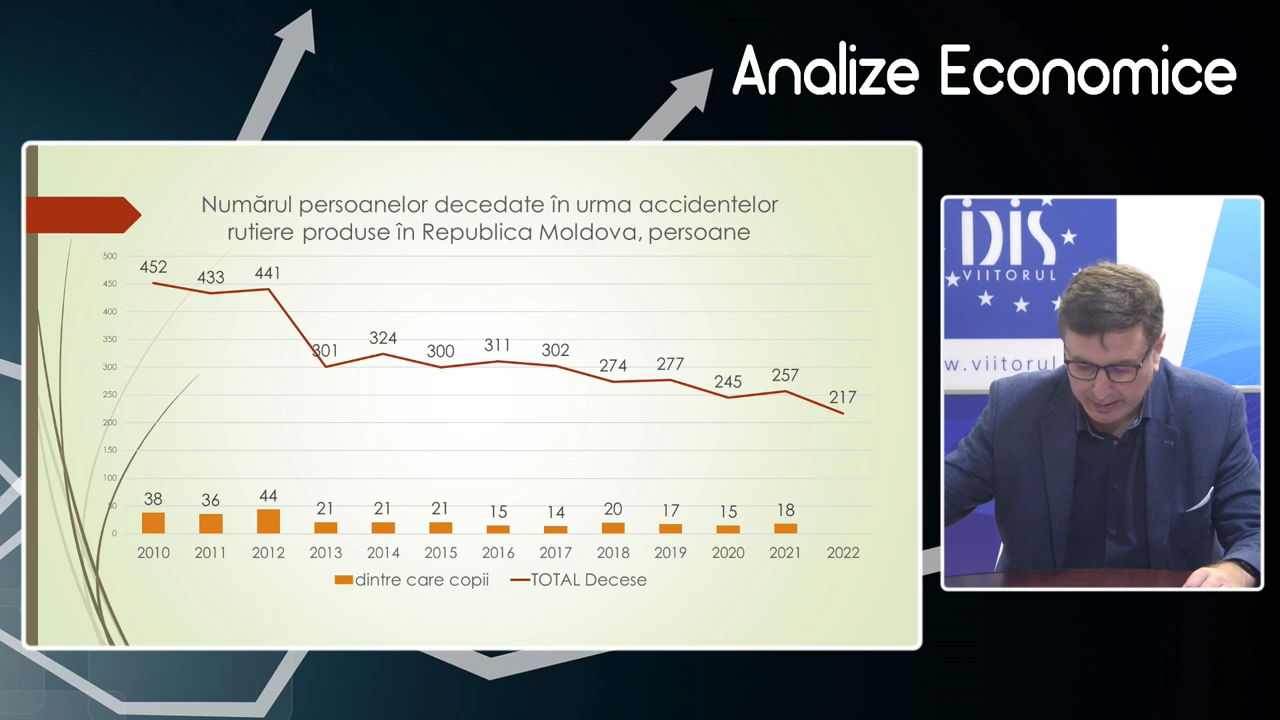 Analize Economice
Numărul persoanelor decedate în urma accidentelor
rutiere produse în Republica Moldova, persoane
500
450
400
350
300
250
200
150
100
50
0
452 433 441 301 324 300 311 302 274 277 245 257 217
38 36 44 21 21 21 15 14 20 17 15 18
2010 2011 2012 2013 2014 2015 2016 2017 2018 2019 2020 2021 2022
dintre care copii TOTAL Decese
IDIS
VIITORUL
w.viitorul